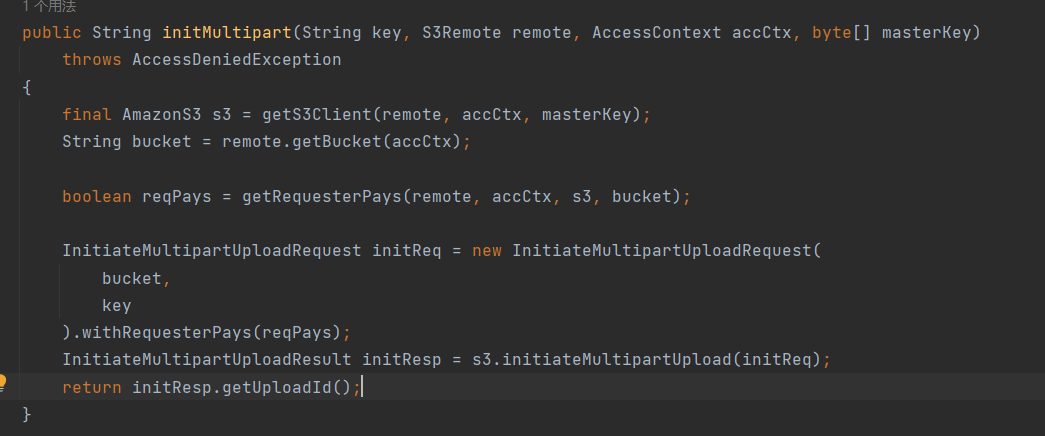 1 个用法
public String initMultipart(String key, S3Remote remote, AccessContext accCtx, byte[] masterKey)
throws AccessDeniedException
{
final AmazonS3 s3 = getS3Client(remote, accCtx, masterKey);
String bucket = remote.getBucket(accCtx);
boolean reqPays = getRequesterPays(remote, accCtx, s3, bucket);
InitiateMultipartUploadRequest initReq = new InitiateMultipartUploadRequest(
bucket,
key
).withRequesterPays(reqPays);
InitiateMultipartUploadResult initResp = s3.initiateMultipartUpload(initReq);
return initResp.getUploadId();
}